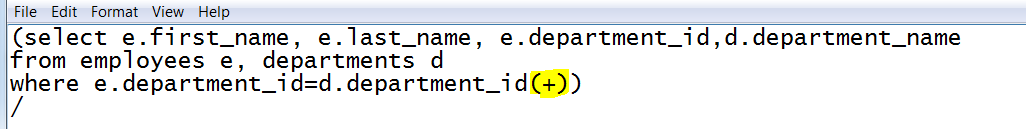 File Edit Format View Help
(select e.first_name, e.last_name, e.department_id,d.department_name
from employees e, departments d
where e.department_id=d.department_id(+))
/